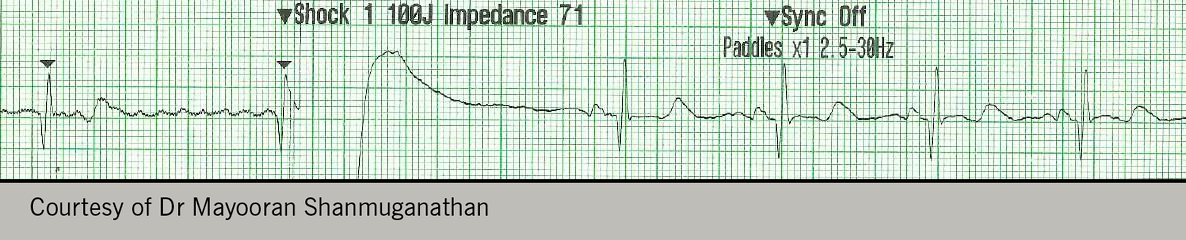 ▼Shock 1 100J Impedance 71
▼Sync Off
Paddles x1 2.5-30Hz
Courtesy of Dr Mayooran Shanmuganathan